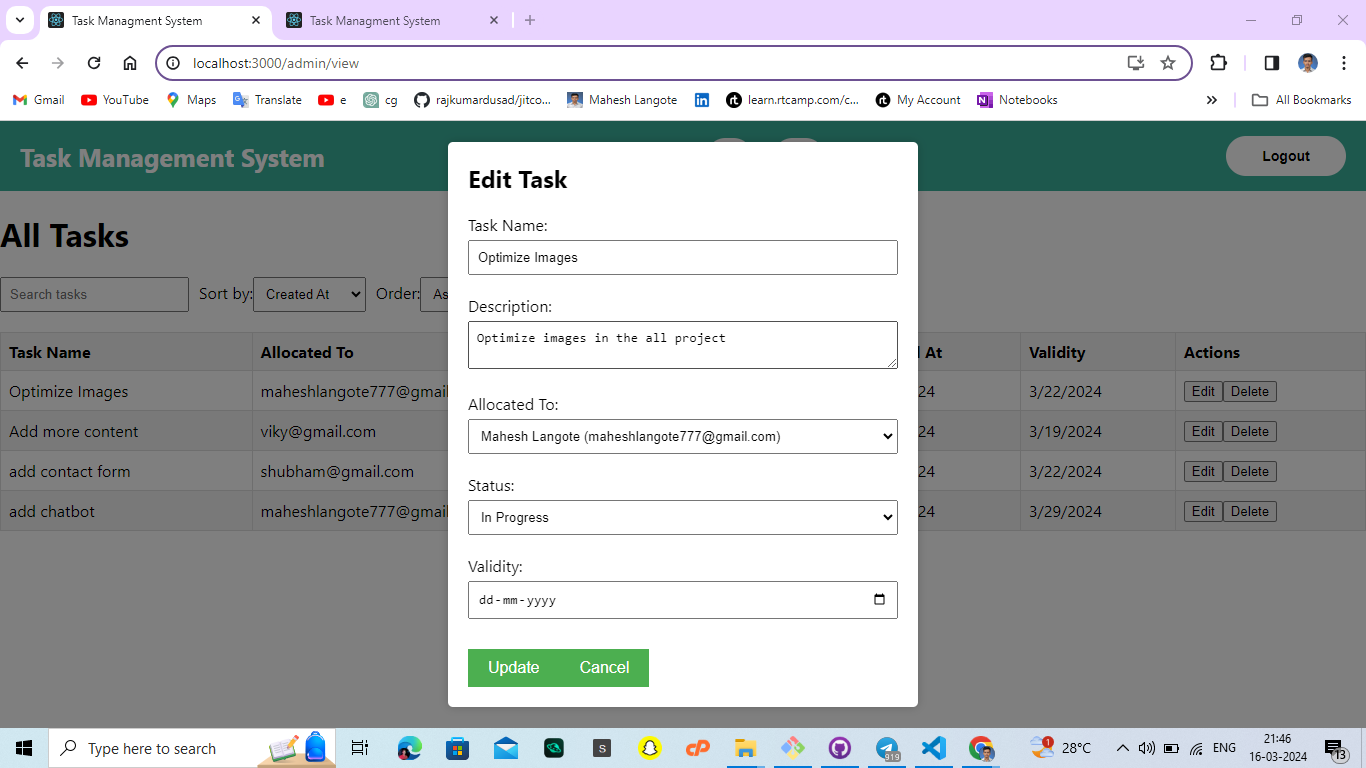 Task Managment System
Task Managment System
localhost:3000/admin/view
Gmail YouTube Maps Translate e cg rajkumardusad/jitco... Mahesh Langote learn.rtcamp.com/c... My Account Notebooks All Bookmarks
Task Management System
Logout
All Tasks
Search tasks Sort by: Created At Order: As
Task Name Allocated To At Validity Actions
Optimize Images maheshlangote777@gmail 24 3/22/2024 Edit Delete
Add more content viky@gmail.com 24 3/19/2024 Edit Delete
add contact form shubham@gmail.com 24 3/22/2024 Edit Delete
add chatbot maheshlangote777@gmail 24 3/29/2024 Edit Delete
Edit Task
Task Name:
Optimize Images
Description:
Optimize images in the all project
Allocated To:
Mahesh Langote (maheshlangote777@gmail.com)
Status:
In Progress
Validity:
dd-mm-yyyy
Update Cancel
Type here to search
S
319
1
28°C
ENG
21:46
16-03-2024
13